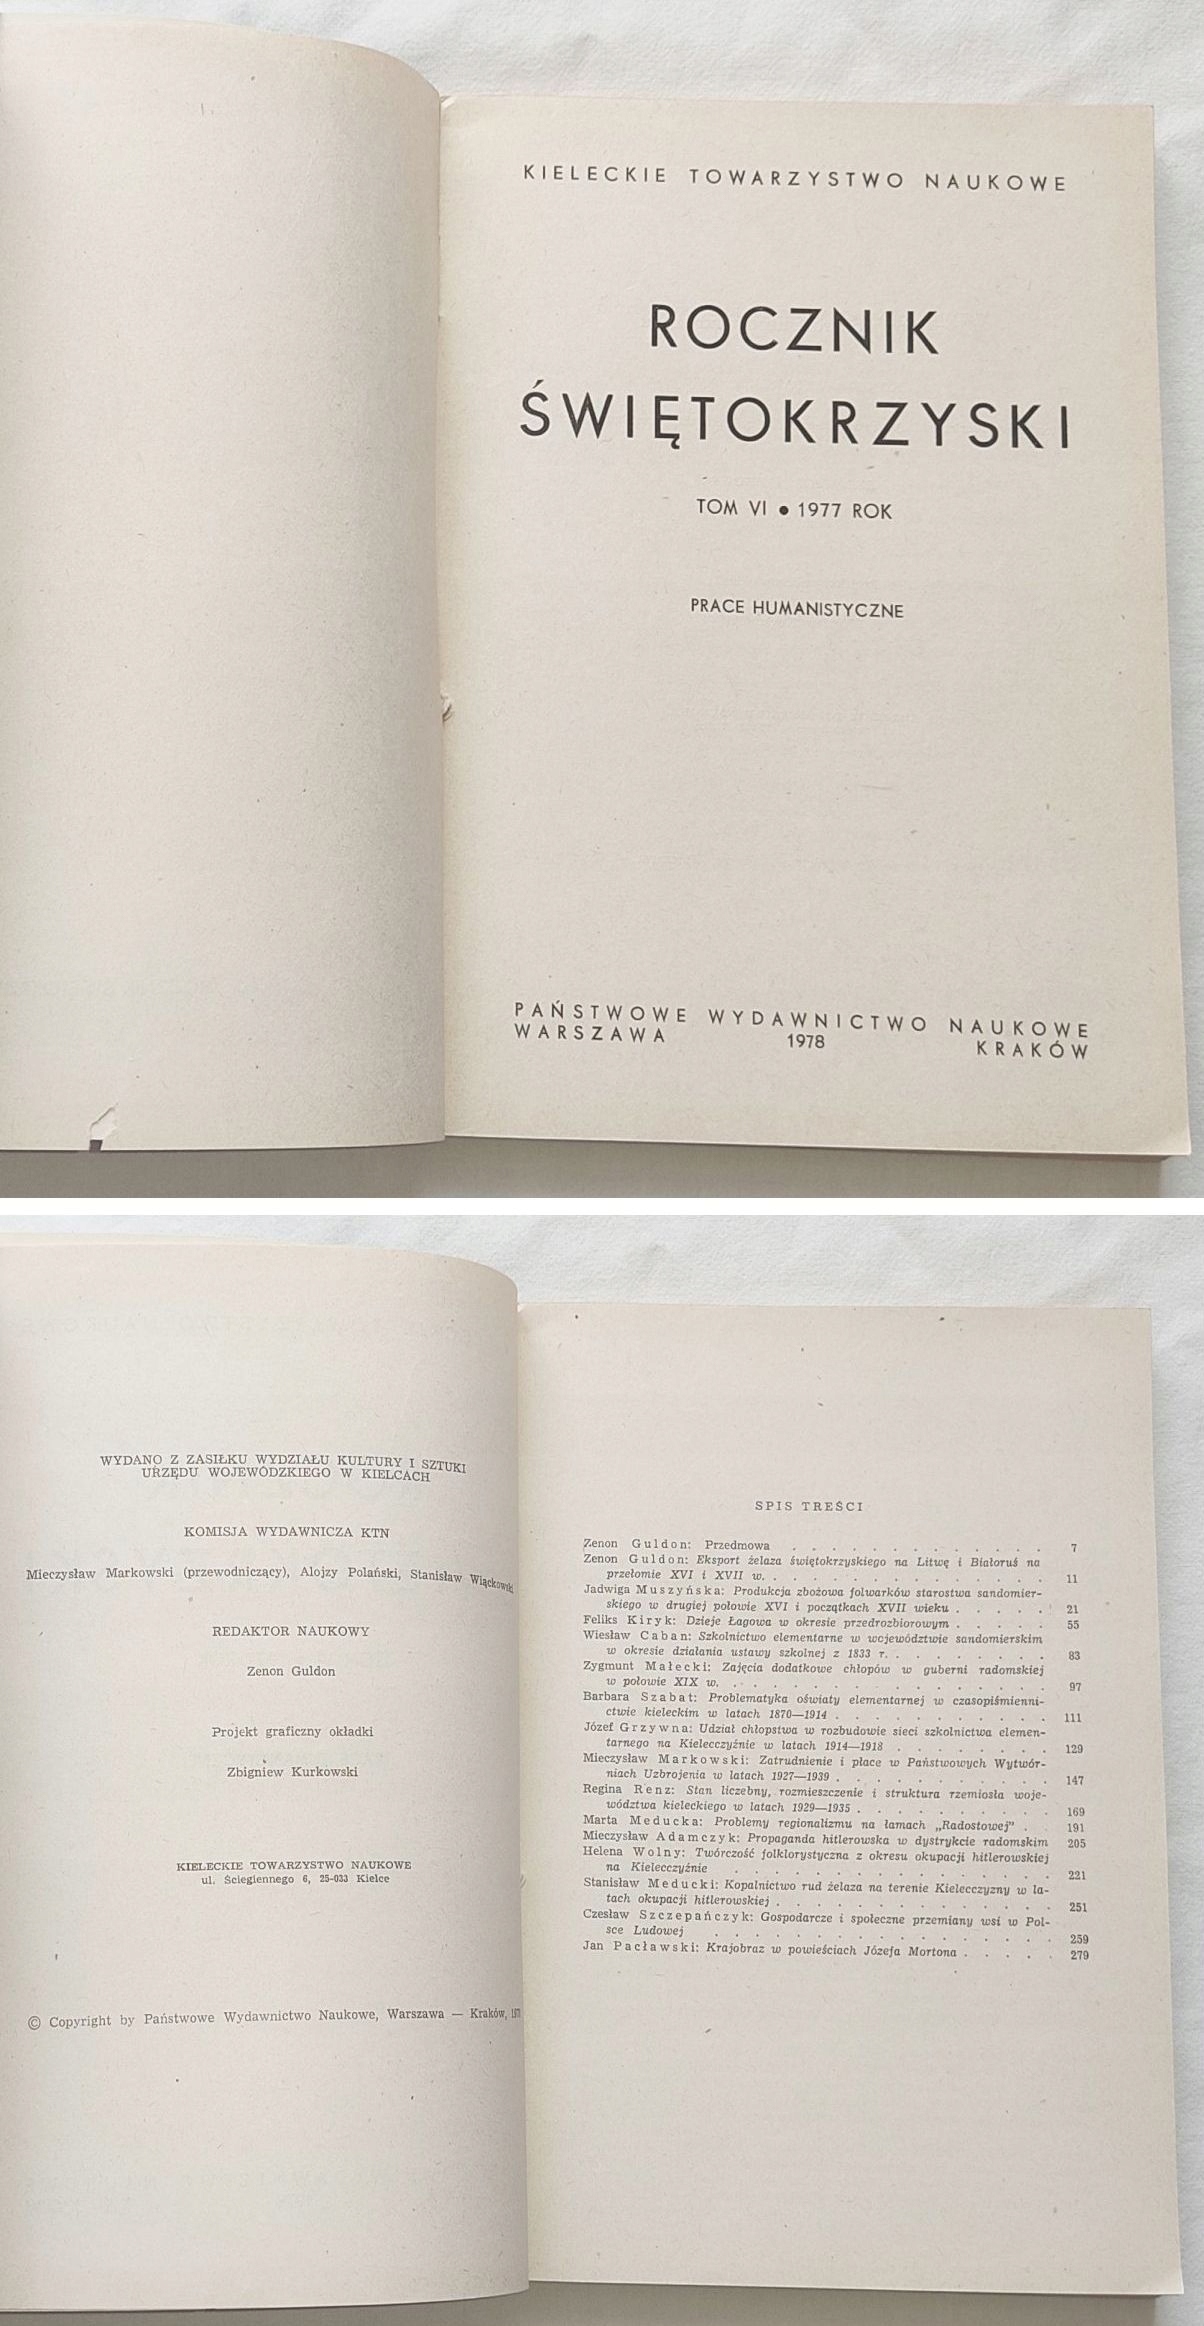 KIELECKIE TOWARZYSTWO NAUKOWE
ROCZNIK
ŚWIĘTOKRZYSKI
TOM VI • 1977 ROK
PRACE HUMANISTYCZNE
PAŃSTWOWE WYDAWNICTWO NAUKOWE
WARSZAWA 1978 KRAKÓW
WYDANO Z ZASIŁKU WYDZIAŁU KULTURY I SZTUKI
URZĘDU WOJEWÓDZKIEGO W KIELCACH
KOMISJA WYDAWNICZA KTN
Mieczysław Markowski (przewodniczący), Alojzy Polański, Stanisław Wiąckowski
REDAKTOR NAUKOWY
Zenon Guldon
Projekt graficzny okładki
Zbigniew Kurkowski
KIELECKIE TOWARZYSTWO NAUKOWE
ul. Ściegiennego 6, 25-033 Kielce
© Copyright by Państwowe Wydawnictwo Naukowe, Warszawa — Kraków,
SPIS TREŚCI
Zenon Guldon: Przedmowa . . . . . . . . . . . . 7
Zenon Guldon: Eksport żelaza świętokrzyskiego na Litwę i Białoruś na
przełomie XVI i XVII w. . . . . . . . . . . . . . 11
Jadwiga Muszyńska: Produkcja zbożowa folwarków starostwa sandomier-
skiego w drugiej połowie XVI i początkach XVII wieku . . . . . 21
Feliks Kiryk: Dzieje Łagowa w okresie przedrozbiorowym . . . . . 55
Wiesław Caban: Szkolnictwo elementarne w województwie sandomierskim
w okresie działania ustawy szkolnej z 1833 r. . . . . . . . . 83
Zygmunt Małecki: Zajęcia dodatkowe chłopów w guberni radomskiej
w połowie XIX w. . . . . . . . . . . . . . . . 97
Barbara Szabat: Problematyka oświaty elementarnej w czasopiśmienni-
ctwie kieleckim w latach 1870—1914 . . . . . . . . . . . 111
Józef Grzywna: Udział chłopstwa w rozbudowie sieci szkolnictwa elemen-
tarnego na Kielecczyźnie w latach 1914—1918 . . . . . . . . 129
Mieczysław Markowski: Zatrudnienie i płace w Państwowych Wytwór-
niach Uzbrojenia w latach 1927—1939 . . . . . . . . . . . 147
Regina Renz: Stan liczebny, rozmieszczenie i struktura rzemiosła woje-
wództwa kieleckiego w latach 1929—1935 . . . . . . . . . . 169
Marta Meducka: Problemy regionalizmu na łamach „Radostowej” . . 191
Mieczysław Adamczyk: Propaganda hitlerowska w dystrykcie radomskim 205
Helena Wolny: Twórczość folklorystyczna z okresu okupacji hitlerowskiej
na Kielecczyźnie . . . . . . . . . . . . . . . . 221
Stanisław Meducki: Kopalnictwo rud żelaza na terenie Kielecczyzny w la-
tach okupacji hitlerowskiej . . . . . . . . . . . . . . 251
Czesław Szczepańczyk: Gospodarcze i społeczne przemiany wsi w Pol-
sce Ludowej . . . . . . . . . . . . . . . . . 259
Jan Pacławski: Krajobraz w powieściach Józefa Mortona . . . . . 279